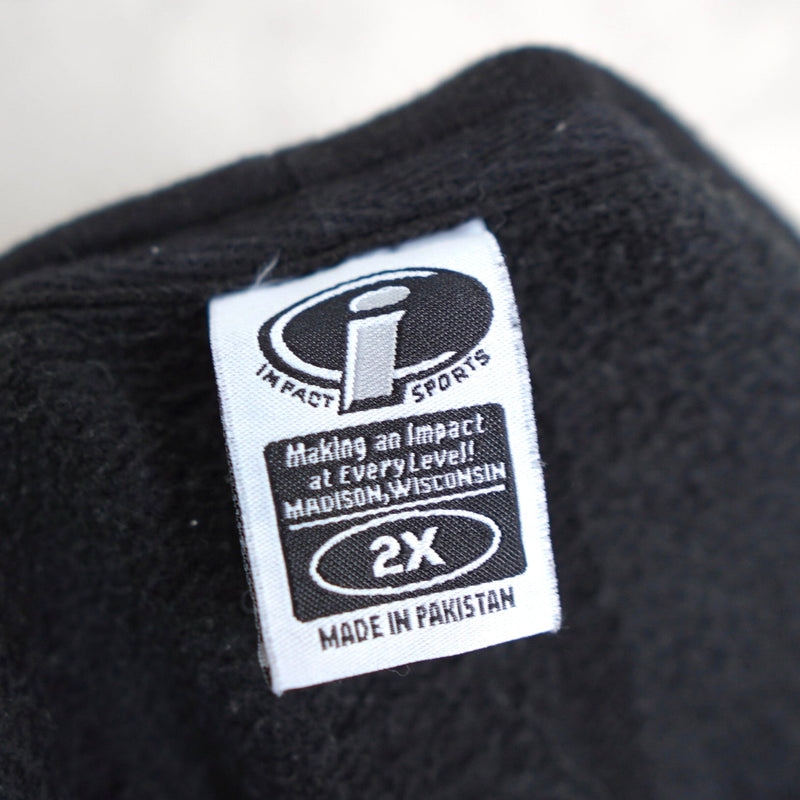 i
IMPACT SPORTS
Making an Impact
at Every Level!
MADISON, WISCONSIN
2X
MADE IN PAKISTAN